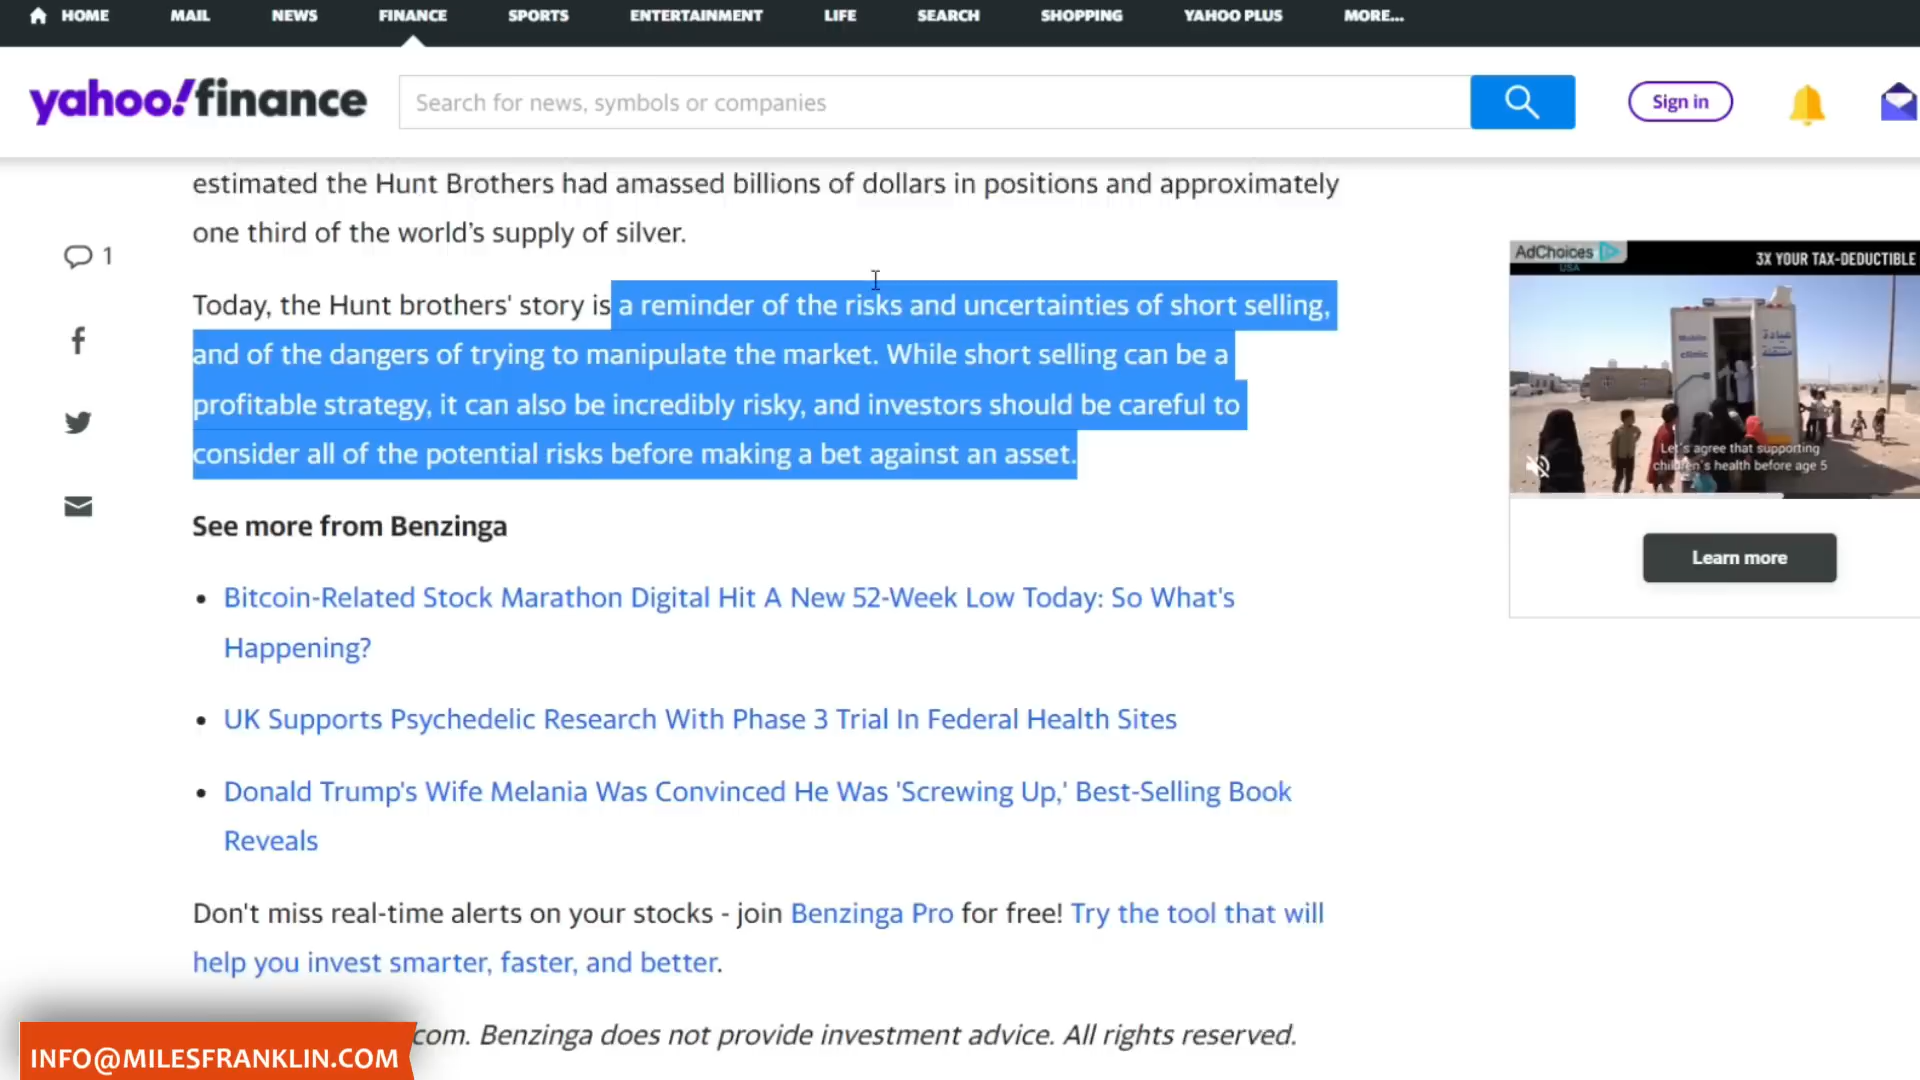 HOME MAIL NEWS FINANCE SPORTS ENTERTAINMENT LIFE SEARCH SHOPPING YAHOO PLUS MORE...
yahoo!finance
Search for news, symbols or companies
Sign in
estimated the Hunt Brothers had amassed billions of dollars in positions and approximately
one third of the world's supply of silver.
1
Today, the Hunt brothers' story is a reminder of the risks and uncertainties of short selling,
and of the dangers of trying to manipulate the market. While short selling can be a
profitable strategy, it can also be incredibly risky, and investors should be careful to
consider all of the potential risks before making a bet against an asset.
See more from Benzinga
Bitcoin-Related Stock Marathon Digital Hit A New 52-Week Low Today: So What's
Happening?
UK Supports Psychedelic Research With Phase 3 Trial In Federal Health Sites
Donald Trump's Wife Melania Was Convinced He Was 'Screwing Up,' Best-Selling Book
Reveals
Don't miss real-time alerts on your stocks - join Benzinga Pro for free! Try the tool that will
help you invest smarter, faster, and better.
com. Benzinga does not provide investment advice. All rights reserved.
INFO@MILESFRANKLIN.COM
AdChoices
USA
3X YOUR TAX-DEDUCTIBLE
Mobile
clinic
عيادة
متنقلة
Let's agree that supporting
children's health before age 5
Learn more